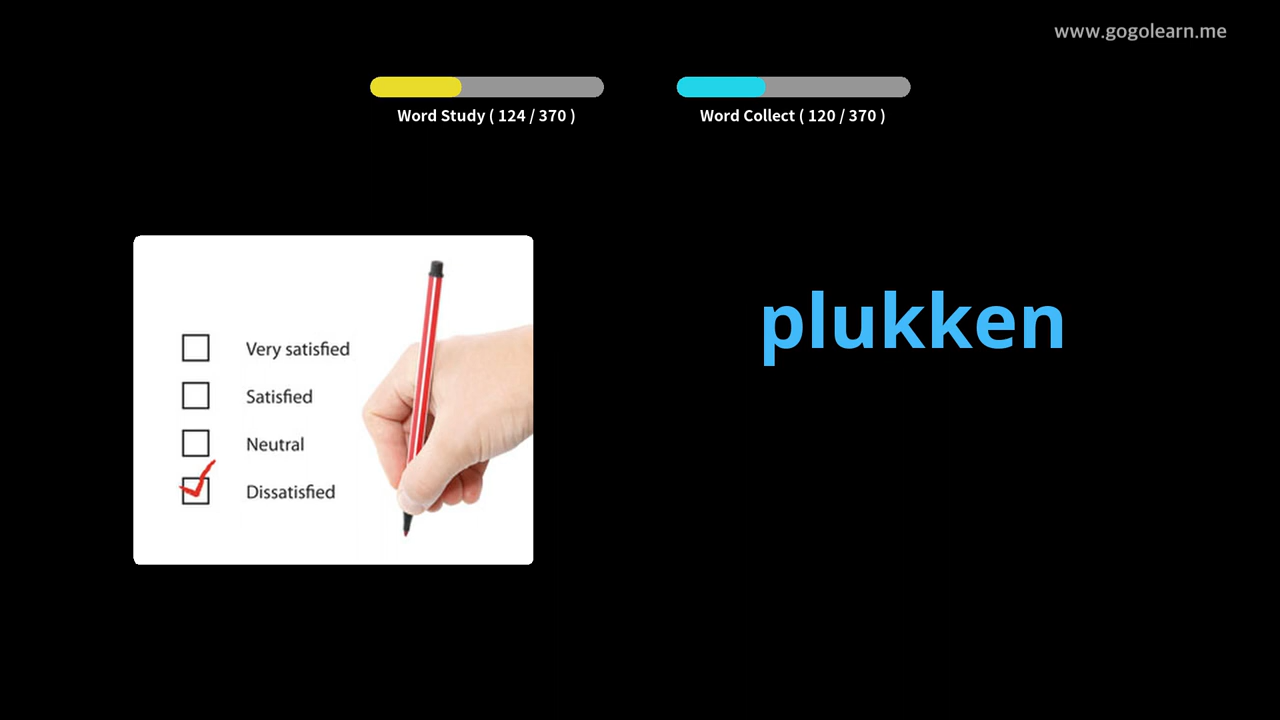 www.gogolearn.me
Word Study ( 124 / 370 )
Word Collect ( 120 / 370 )
plukken
Very satisfied
Satisfied
Neutral
Dissatisfied